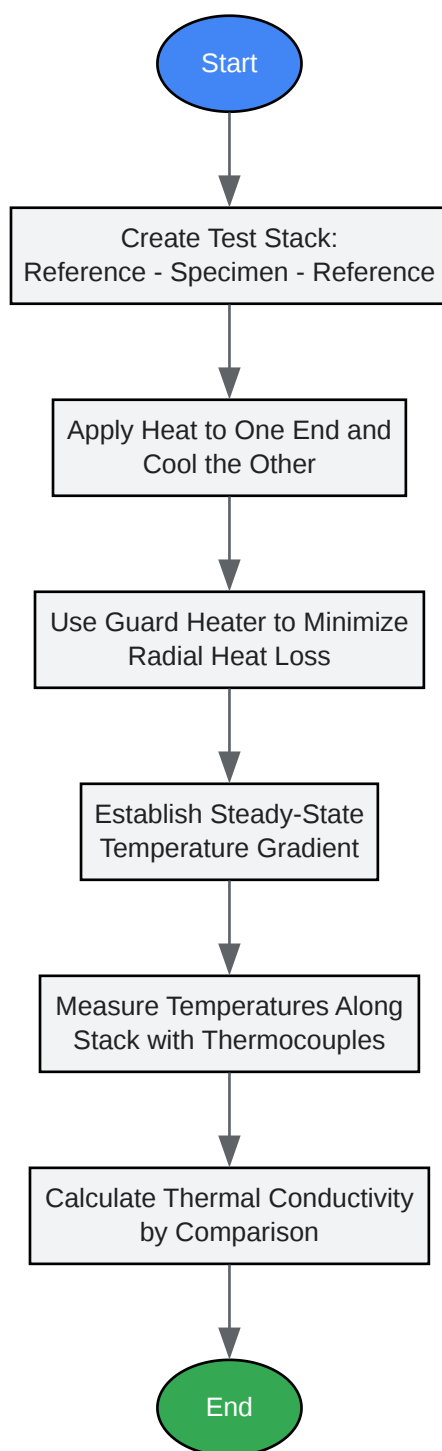 Start
Create Test Stack:
Reference - Specimen - Reference
Apply Heat to One End and
Cool the Other
Use Guard Heater to Minimize
Radial Heat Loss
Establish Steady-State
Temperature Gradient
Measure Temperatures Along
Stack with Thermocouples
Calculate Thermal Conductivity
by Comparison
End